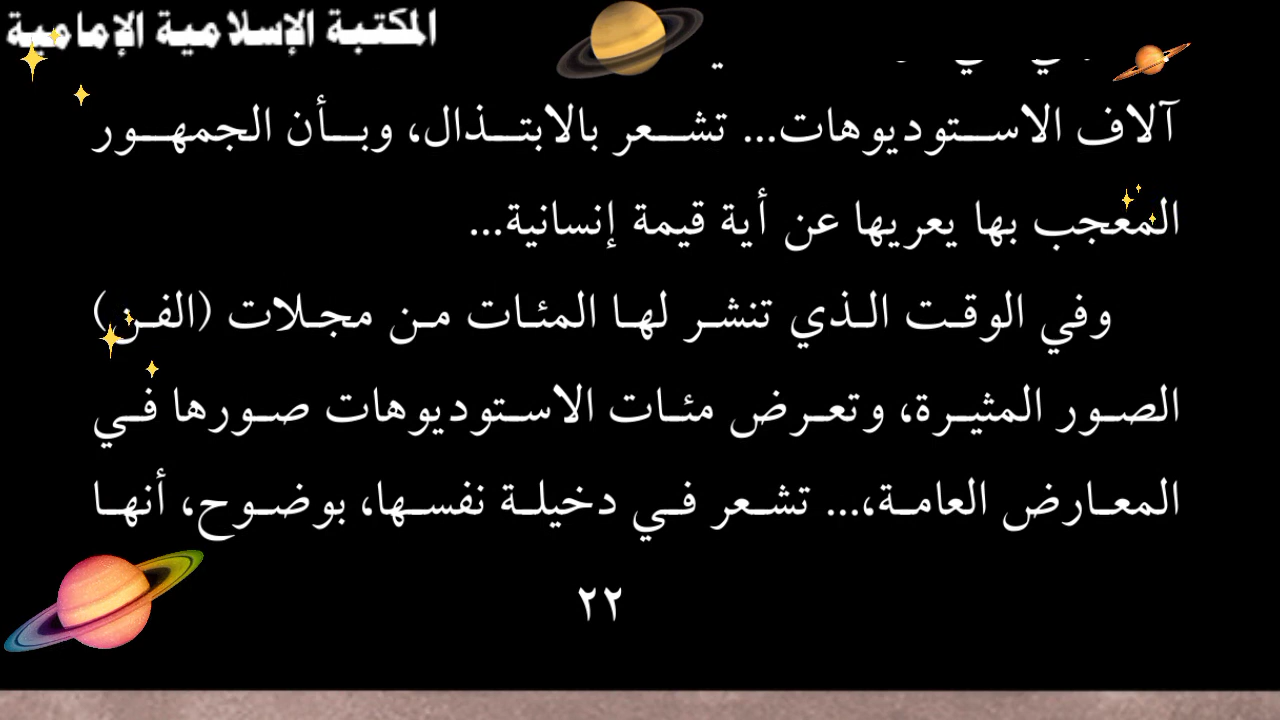 المكتبة الإسلامية الإمامية
آلاف الاستوديوهات... تشعر بالابتذال، وبأن الجمهور
المعجب بها يعريها عن أية قيمة إنسانية...
وفي الوقت الذي تنشر لها المئات من مجلات (الفن)
الصور المثيرة، وتعرض مئات الاستوديوهات صورها في
المعارض العامة،... تشعر في دخيلة نفسها، بوضوح، أنها
٢٢